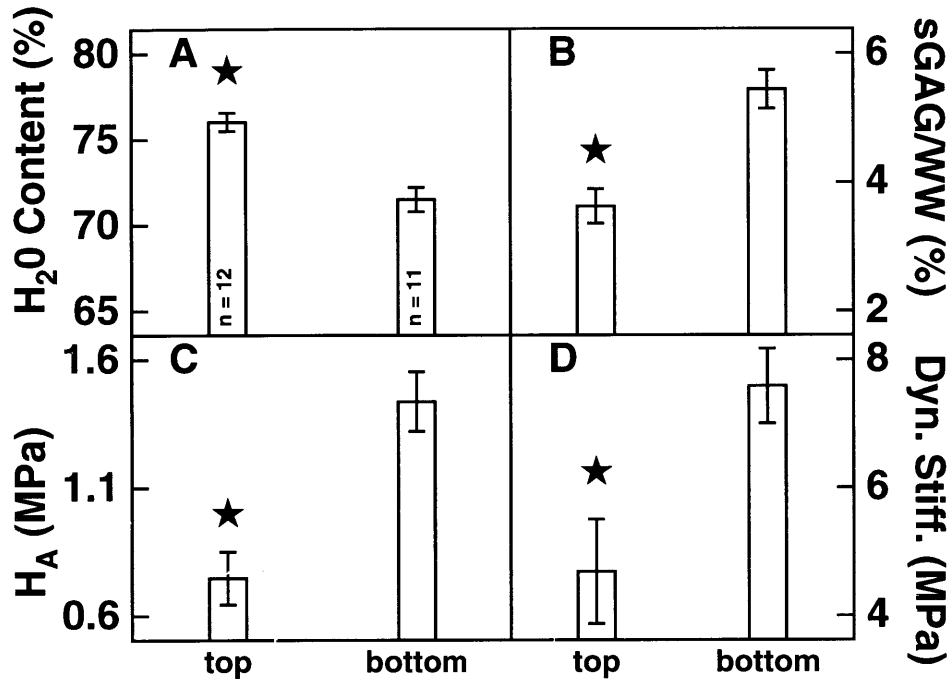 A
B
H20 Content (%)
80
75
70
65
n = 12
n = 11
sGAG/WW (%)
6
4
2
C
D
HA (MPa)
1.6
1.1
0.6
Dyn. Stiff. (MPa)
8
6
4
top
bottom
top
bottom